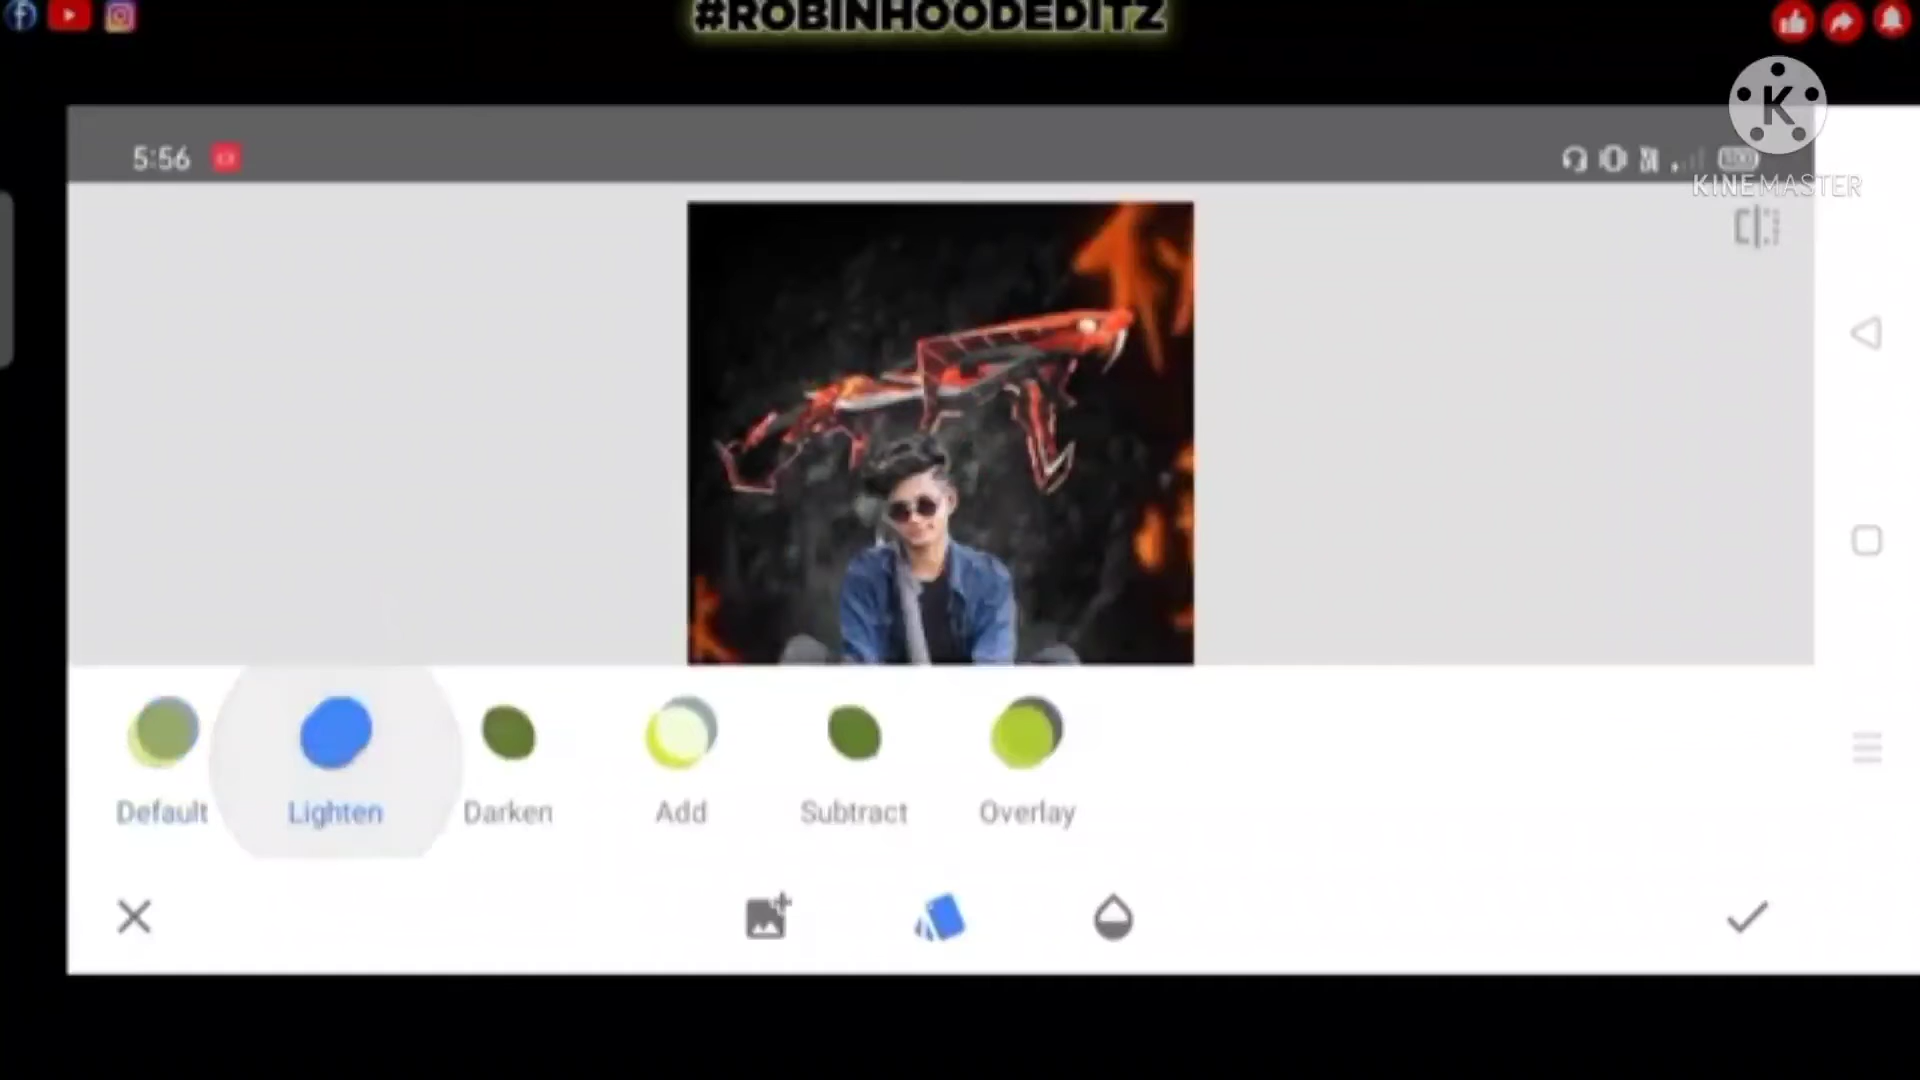 #ROBINHOODEDITZ
K
5:56
KINEMASTER
Default
Lighten
Darken
Add
Subtract
Overlay